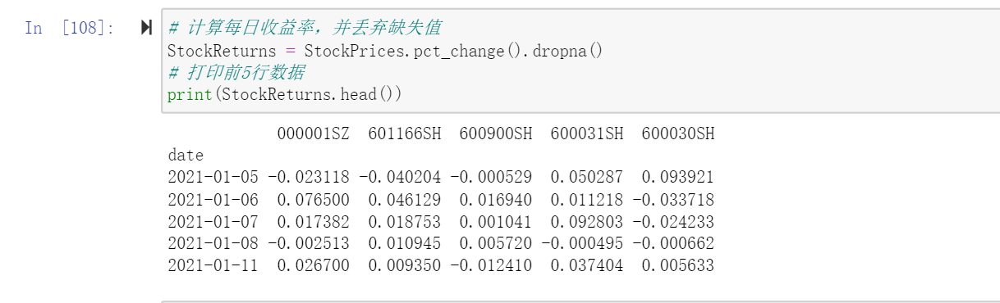 In [108]:
# 计算每日收益率，并丢弃缺失值
StockReturns = StockPrices.pct_change().dropna()
# 打印前5行数据
print(StockReturns.head())
000001SZ 601166SH 600900SH 600031SH 600030SH
date
2021-01-05 -0.023118 -0.040204 -0.000529 0.050287 0.093921
2021-01-06 0.076500 0.046129 0.016940 0.011218 -0.033718
2021-01-07 0.017382 0.018753 0.001041 0.092803 -0.024233
2021-01-08 -0.002513 0.010945 0.005720 -0.000495 -0.000662
2021-01-11 0.026700 0.009350 -0.012410 0.037404 0.005633